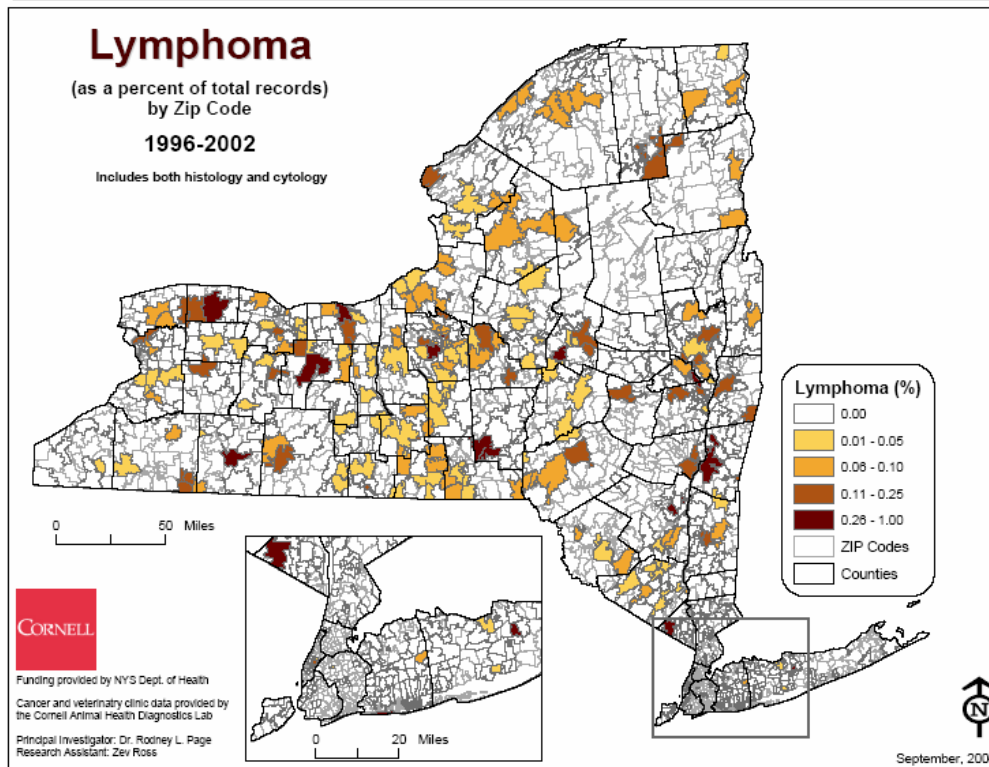 Lymphoma
(as a percent of total records)
by Zip Code
1996-2002
Includes both histology and cytology
Lymphoma (%)
0.00
0.01 - 0.05
0.06 - 0.10
0.11 - 0.25
0.26 - 1.00
ZIP Codes
Counties
0 50 Miles
0 20 Miles
CORNELL
Funding provided by NYS Dept. of Health
Cancer and veterinatry clinic data provided by
the Cornell Animal Health Diagnostics Lab
Principal Investigator: Dr. Rodney L. Page
Research Assistant: Zev Ross
N
September, 200